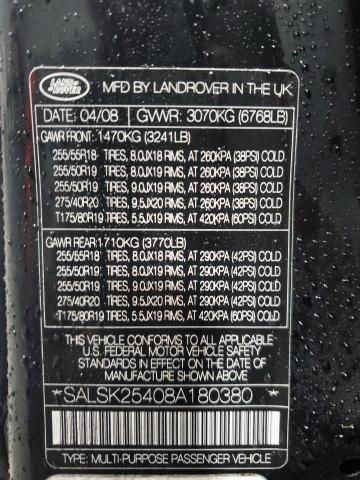 LAND
ROVER
MFD BY LANDROVER IN THE UK
DATE: 04/08 GVWR: 3070KG (6768LB)
GAWR FRONT: 1470KG (3241LB)
255/55R18 TIRES, 8.0JX18 RIMS, AT 260KPA (38PSI) COLD
255/50R19 TIRES, 8.0JX19 RIMS, AT 260KPA (38PSI) COLD
255/50R19 TIRES, 9.0JX19 RIMS, AT 260KPA (38PSI) COLD
275/40R20 TIRES, 9.5JX20 RIMS, AT 260KPA (38PSI) COLD
T175/80R19 TIRES, 5.5JX19 RIMS, AT 420KPA (60PSI) COLD
GAWR REAR: 1710KG (3770LB)
255/55R18 TIRES, 8.0JX18 RIMS, AT 290KPA (42PSI) COLD
255/50R19 TIRES, 8.0JX19 RIMS, AT 290KPA (42PSI) COLD
255/50R19 TIRES, 9.0JX19 RIMS, AT 290KPA (42PSI) COLD
275/40R20 TIRES, 9.5JX20 RIMS, AT 290KPA (42PSI) COLD
T175/80R19 TIRES, 5.5JX19 RIMS, AT 420KPA (60PSI) COLD
THIS VEHICLE CONFORMS TO ALL APPLICABLE
U.S. FEDERAL MOTOR VEHICLE SAFETY
STANDARDS IN EFFECT ON THE DATE OF
MANUFACTURE SHOWN ABOVE
*SALSK25408A180380*
TYPE: MULTI-PURPOSE PASSENGER VEHICLE